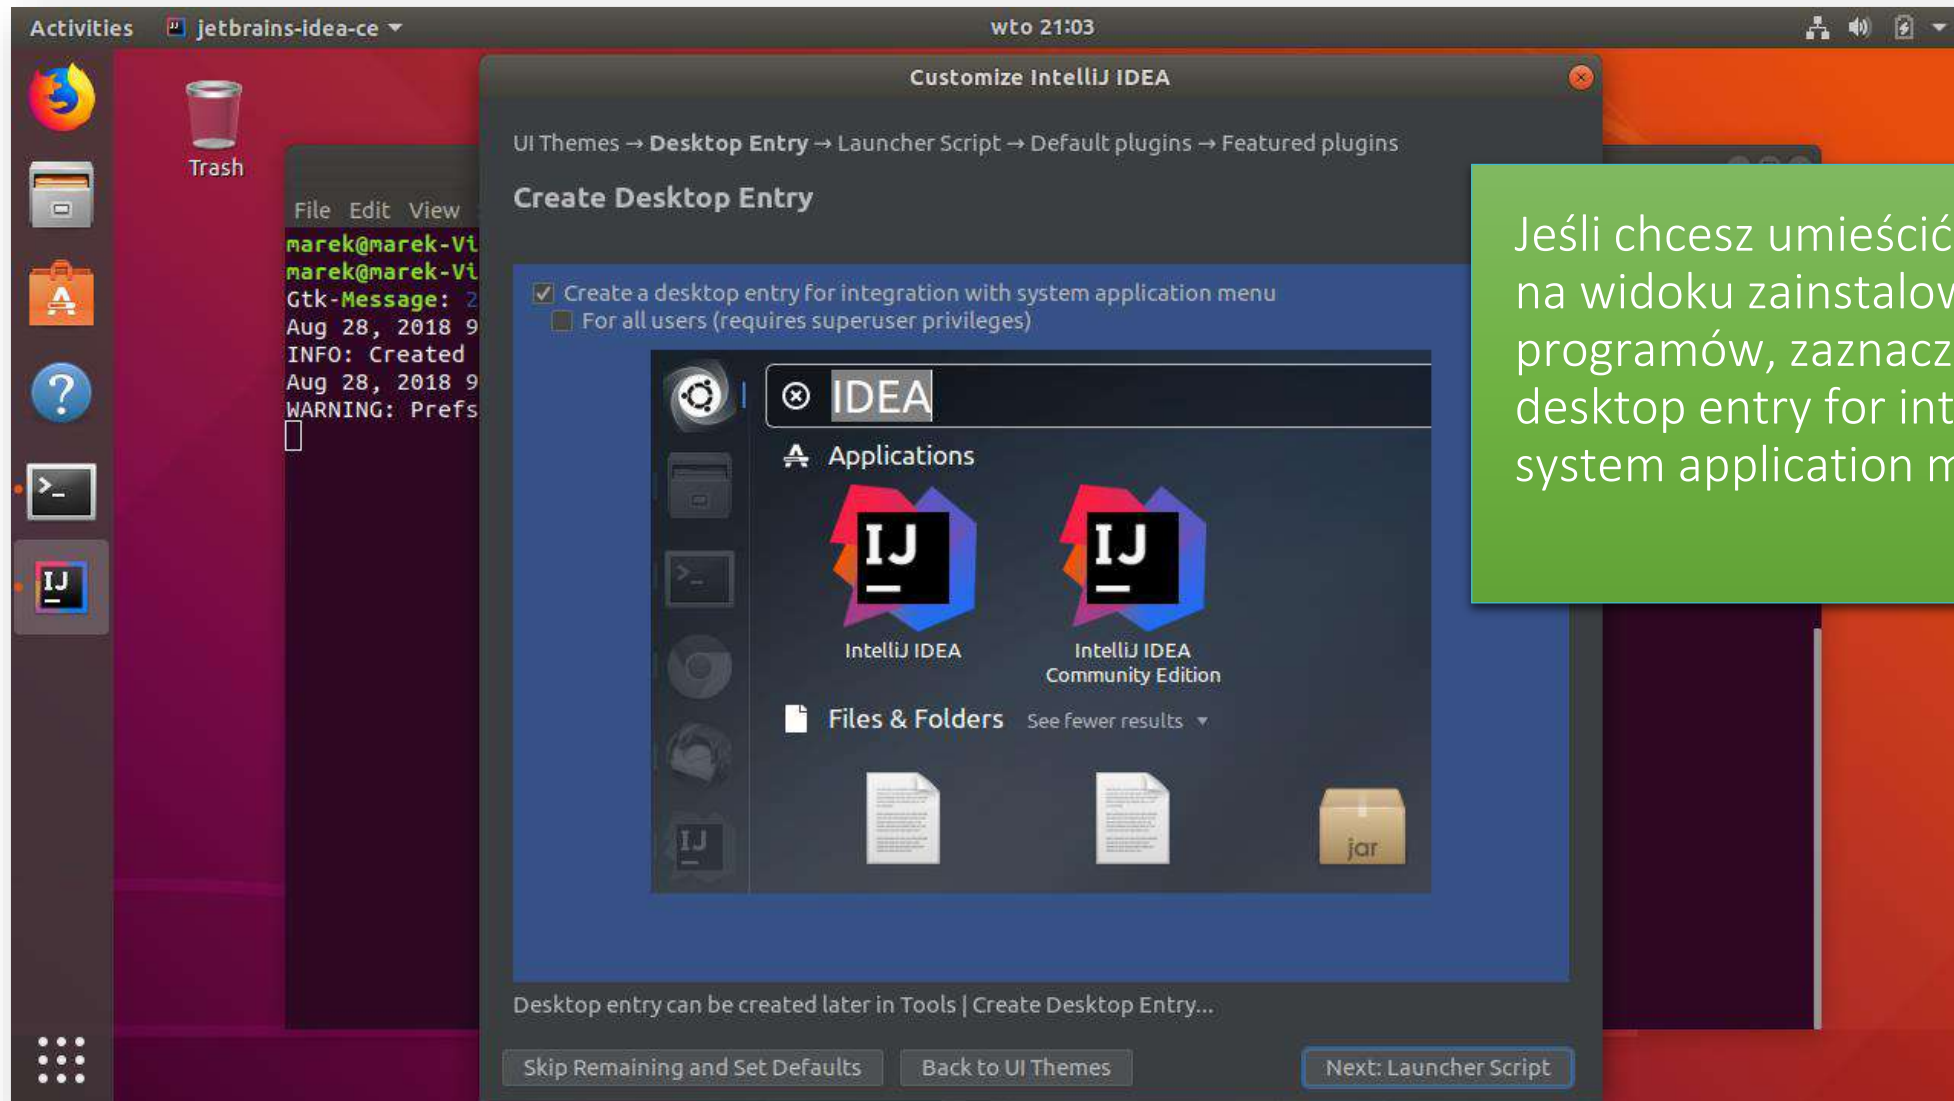 Activities
jetbrains-idea-ce
wto 21:03
Trash
File Edit View
marek@marek-Vi
marek@marek-Vi
Gtk-Message: 2
Aug 28, 2018 9
INFO: Created
Aug 28, 2018 9
WARNING: Prefs
Customize IntelliJ IDEA
UI Themes → Desktop Entry → Launcher Script → Default plugins → Featured plugins
Create Desktop Entry
Create a desktop entry for integration with system application menu
For all users (requires superuser privileges)
IDEA
Applications
IJ
IJ
IntelliJ IDEA
IntelliJ IDEA
Community Edition
Files & Folders See fewer results
jar
IJ
IJ
Desktop entry can be created later in Tools | Create Desktop Entry...
Skip Remaining and Set Defaults
Back to UI Themes
Next: Launcher Script
Jeśli chcesz umieścić
na widoku zainstalow
programów, zaznacz
desktop entry for int
system application m